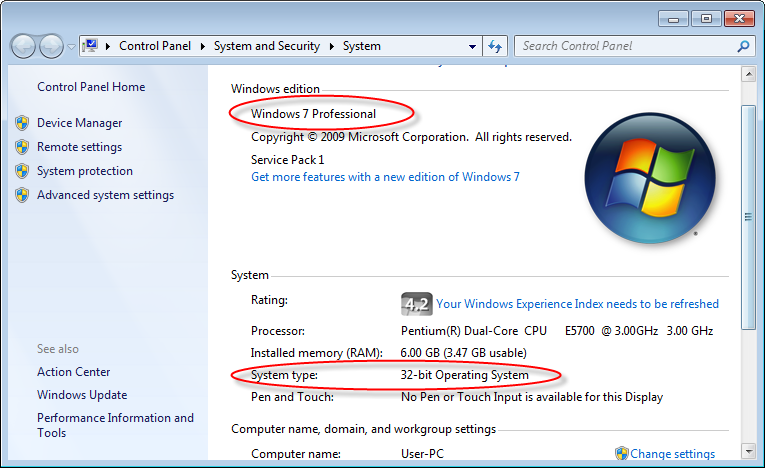 Control Panel
System and Security
System
Search Control Panel
Control Panel Home
Device Manager
Remote settings
System protection
Advanced system settings
See also
Action Center
Windows Update
Performance Information and
Tools
Windows edition
Windows 7 Professional
Copyright © 2009 Microsoft Corporation. All rights reserved.
Service Pack 1
Get more features with a new edition of Windows 7
System
Rating:
4.2 Your Windows Experience Index needs to be refreshed
Processor: Pentium(R) Dual-Core CPU E5700 @ 3.00GHz 3.00 GHz
Installed memory (RAM): 6.00 GB (3.47 GB usable)
System type: 32-bit Operating System
Pen and Touch: No Pen or Touch Input is available for this Display
Computer name, domain, and workgroup settings
Computer name: User-PC
Change settings